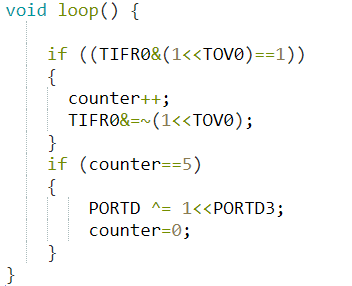 void loop() {
if ((TIFR0&(1<<TOV0)==1))
{
counter++;
TIFR0&=~(1<<TOV0);
}
if (counter==5)
{
PORTD ^= 1<<PORTD3;
counter=0;
}
}